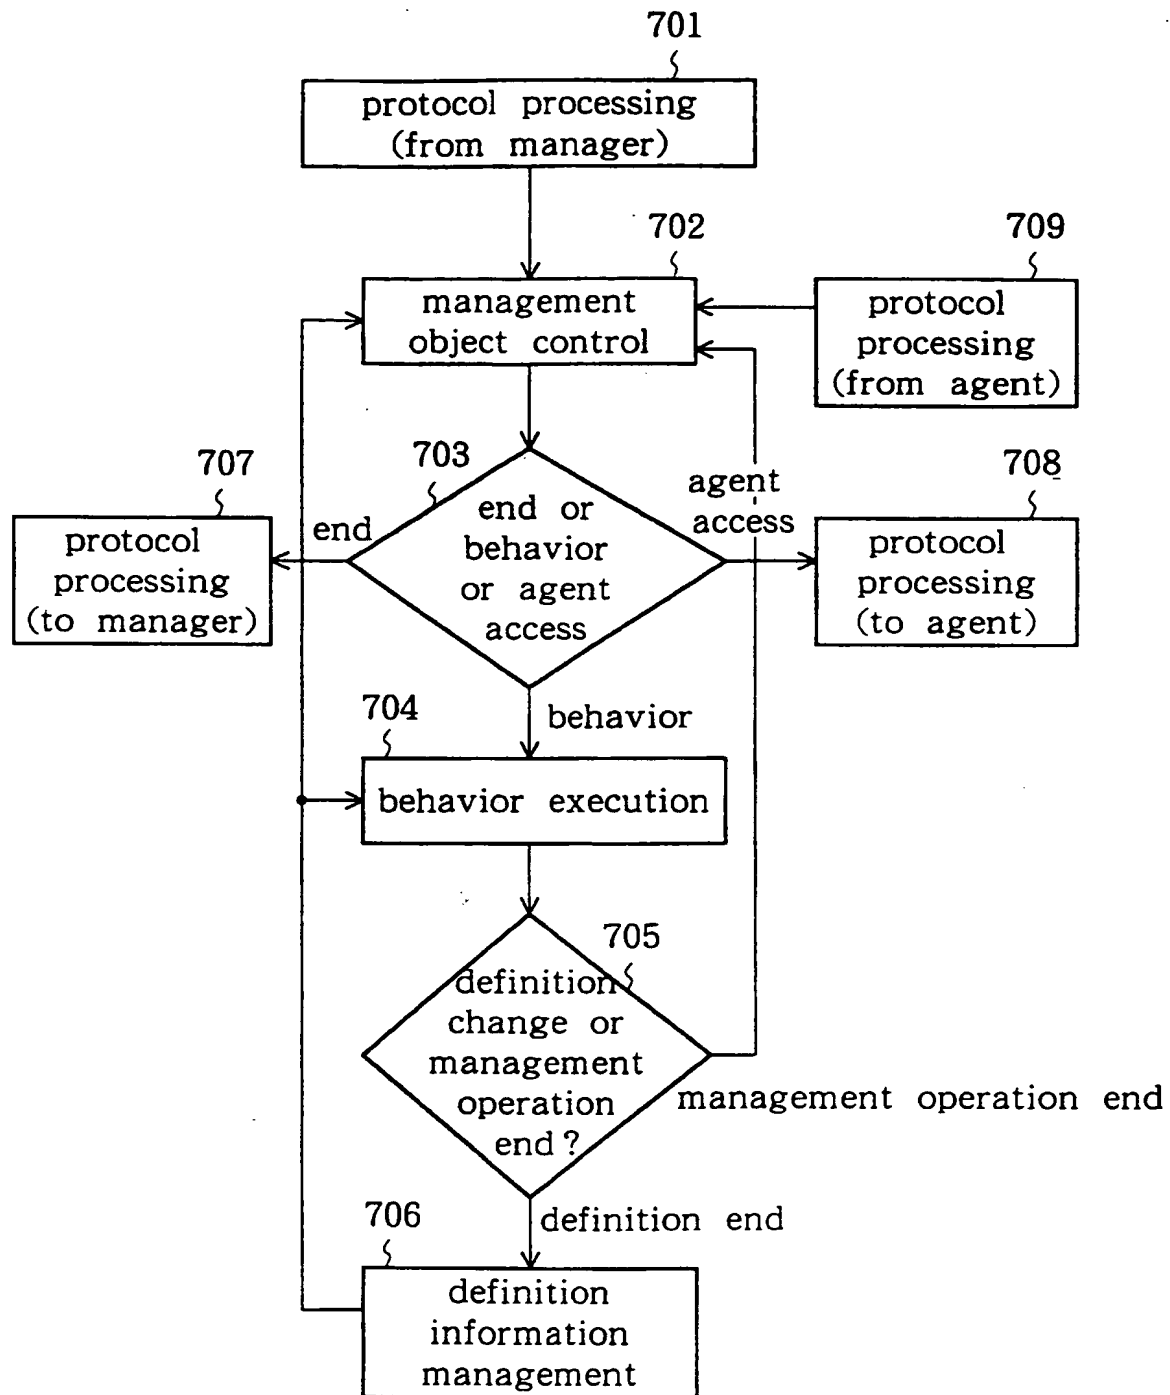 701
protocol processing
(from manager)
702
management
object control
709
protocol
processing
(from agent)
703
end or
behavior
or agent
access
707
end
protocol
processing
(to manager)
agent
access
708
protocol
processing
(to agent)
behavior
704
behavior execution
705
definition
change or
management
operation
end ?
management operation end
definition end
706
definition
information
management